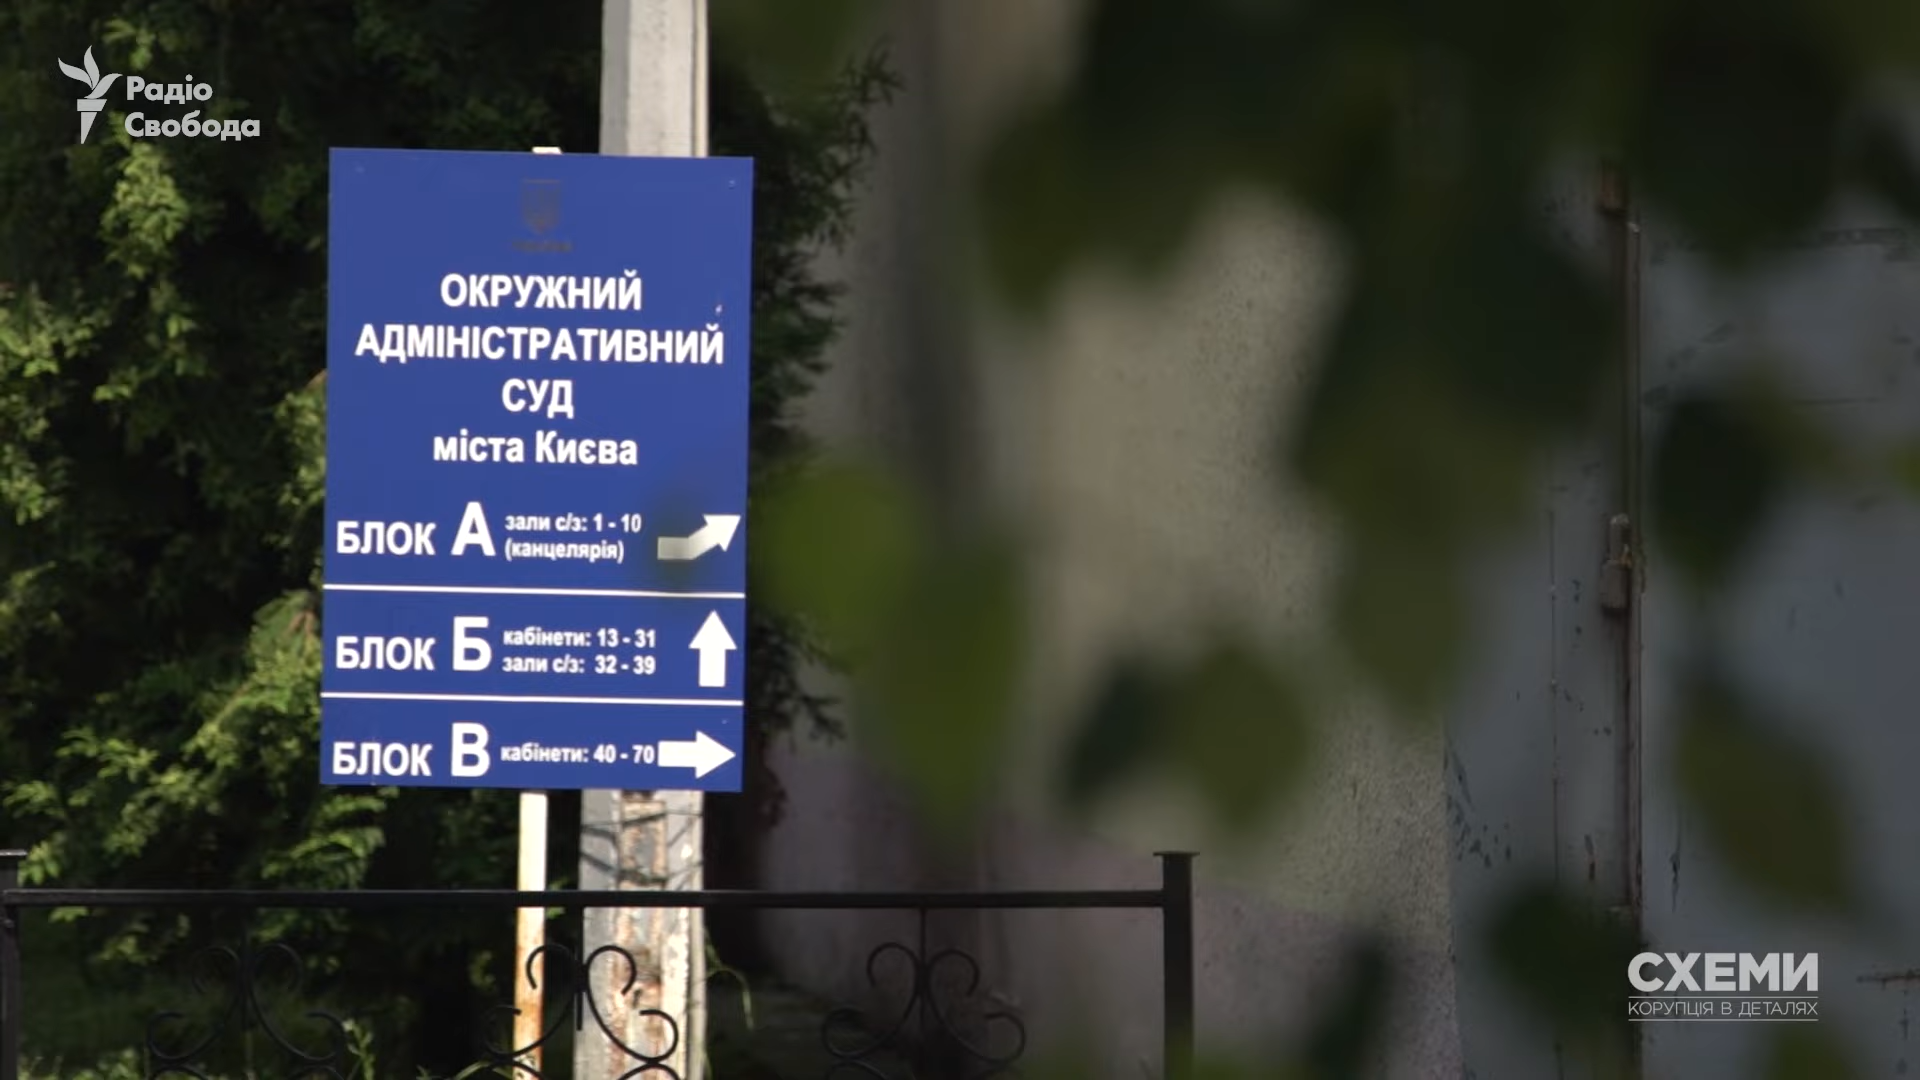 Радіо
Свобода
ОКРУЖНИЙ
АДМІНІСТРАТИВНИЙ
СУД
міста Києва
БЛОК А зали с/з: 1 - 10
(канцелярія)
БЛОК Б кабінети: 13 - 31
зали с/з: 32 - 39
БЛОК В кабінети: 40 - 70
СХЕМИ
КОРУПЦІЯ В ДЕТАЛЯХ